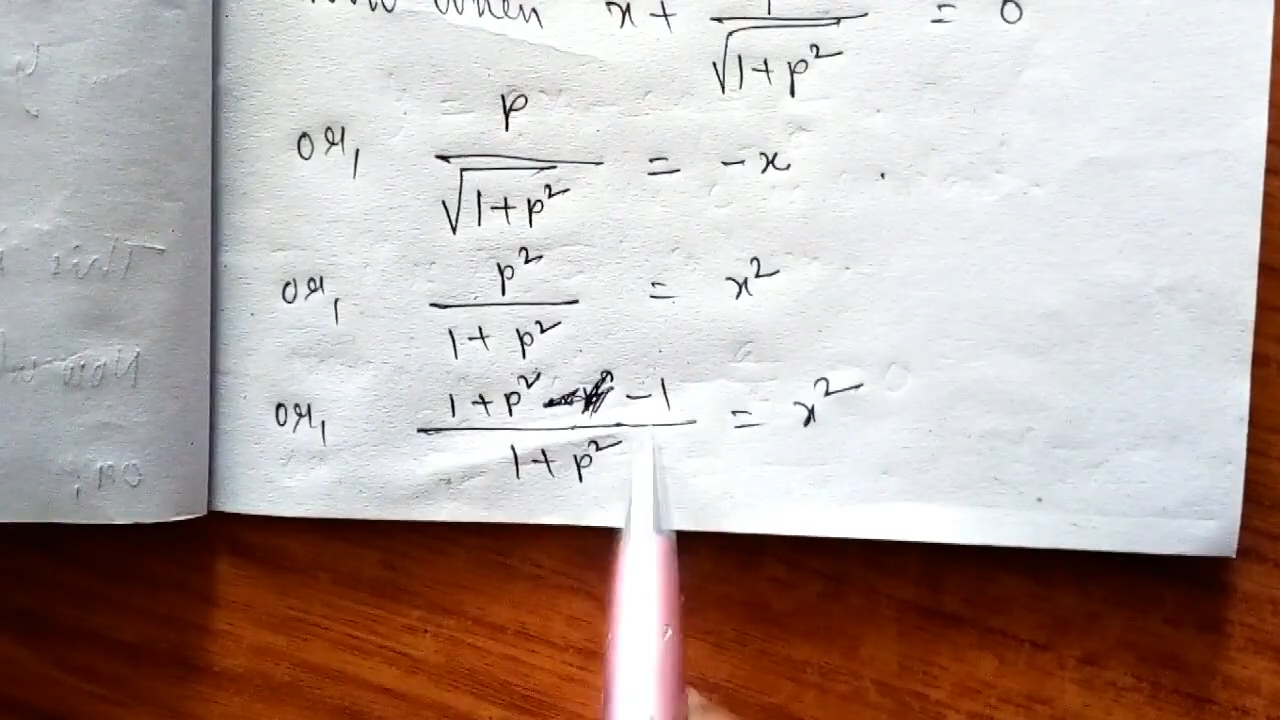 when x + / √1+p² = 0
or, p / √1+p² = -x
or, p² / 1+p² = x²
or, 1+p² -1 / 1+p² = x²